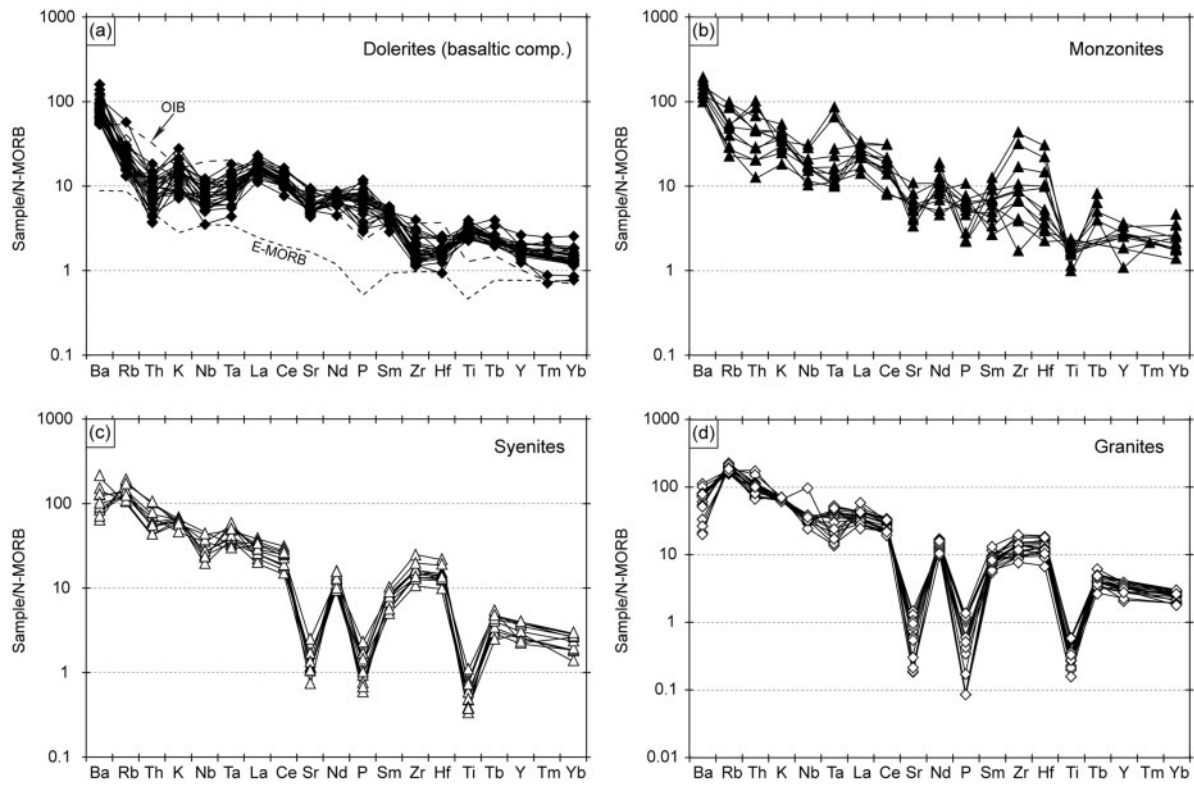 (a)
Dolerites (basaltic comp.)
Sample/N-MORB
1000
100
10
1
0.1
OIB
E-MORB
Ba Rb Th K Nb Ta La Ce Sr Nd P Sm Zr Hf Ti Tb Y Tm Yb
(b)
Monzonites
Sample/N-MORB
1000
100
10
1
0.1
Ba Rb Th K Nb Ta La Ce Sr Nd P Sm Zr Hf Ti Tb Y Tm Yb
(c)
Syenites
Sample/N-MORB
1000
100
10
1
0.1
Ba Rb Th K Nb Ta La Ce Sr Nd P Sm Zr Hf Ti Tb Y Tm Yb
(d)
Granites
Sample/N-MORB
1000
100
10
1
0.1
0.01
Ba Rb Th K Nb Ta La Ce Sr Nd P Sm Zr Hf Ti Tb Y Tm Yb